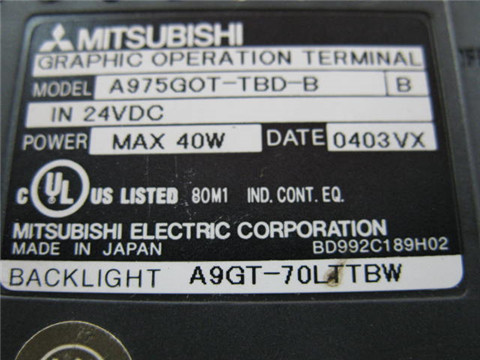 MITSUBISHI
GRAPHIC OPERATION TERMINAL
MODEL A975GOT-TBD-B B
IN 24VDC
POWER MAX 40W DATE 0403VX
C UL US LISTED 80M1 IND. CONT. EQ.
MITSUBISHI ELECTRIC CORPORATION
MADE IN JAPAN BD992C189H02
BACKLIGHT A9GT-70LTTBW